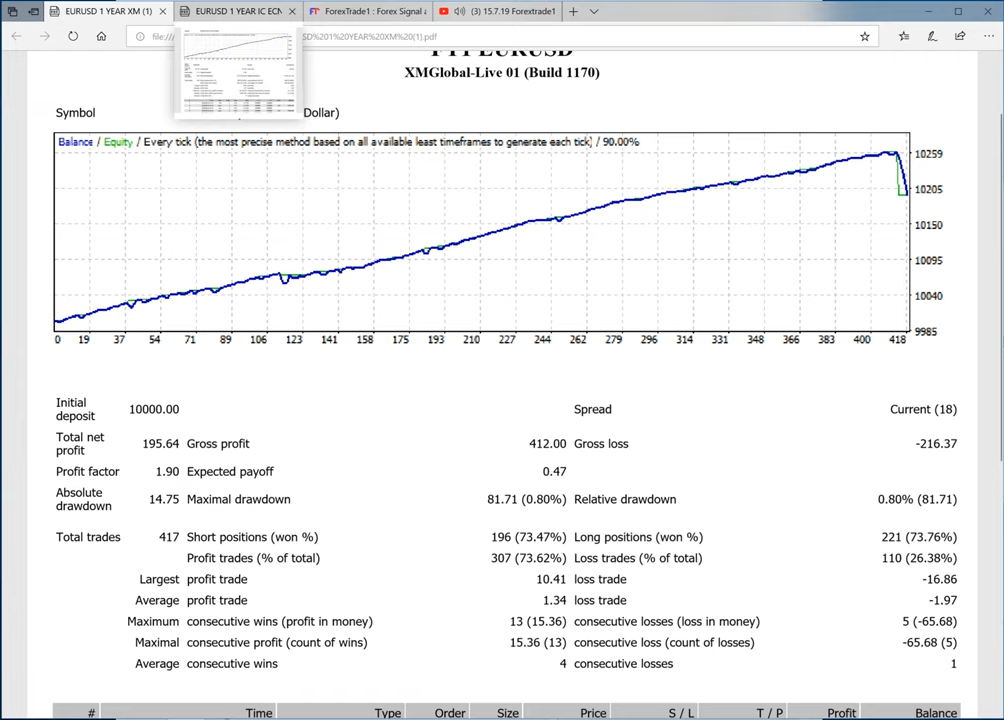 EURUSD 1 YEAR XM (1)
EURUSD 1 YEAR IC ECN
ForexTrade1 : Forex Signal a
(3) 15.7.19 Forextrade1
file:///
SD%201%20YEAR%20XM%20(1).pdf
XMGlobal-Live 01 (Build 1170)
Symbol
Dollar)
Balance / Equity / Every tick (the most precise method based on all available least timeframes to generate each tick) / 90.00%
10259
10205
10150
10095
10040
9985
0 19 37 54 71 89 106 123 141 158 175 193 210 227 244 262 279 296 314 331 348 366 383 400 418
Initial deposit 10000.00 Spread Current (18)
Total net profit 195.64 Gross profit 412.00 Gross loss -216.37
Profit factor 1.90 Expected payoff 0.47
Absolute drawdown 14.75 Maximal drawdown 81.71 (0.80%) Relative drawdown 0.80% (81.71)
Total trades 417 Short positions (won %) 196 (73.47%) Long positions (won %) 221 (73.76%)
Profit trades (% of total) 307 (73.62%) Loss trades (% of total) 110 (26.38%)
Largest profit trade 10.41 loss trade -16.86
Average profit trade 1.34 loss trade -1.97
Maximum consecutive wins (profit in money) 13 (15.36) consecutive losses (loss in money) 5 (-65.68)
Maximal consecutive profit (count of wins) 15.36 (13) consecutive loss (count of losses) -65.68 (5)
Average consecutive wins 4 consecutive losses 1
# Time Type Order Size Price S / L T / P Profit Balance